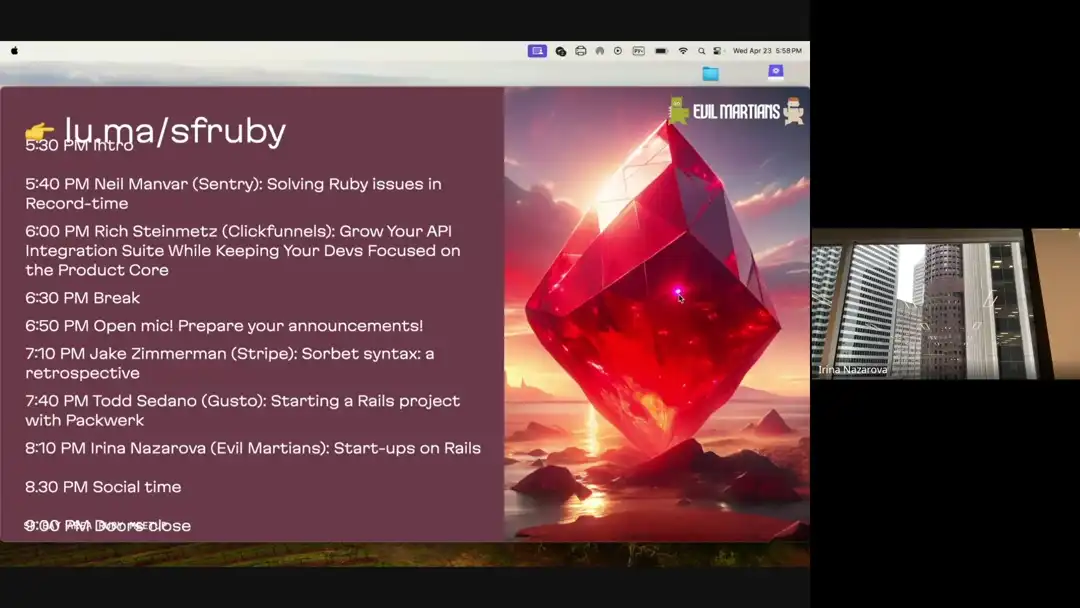 Wed Apr 23 5:58 PM
👉 lu.ma/sfruby
EVIL MARTIANS
5:30 PM Intro
5:40 PM Neil Manvar (Sentry): Solving Ruby issues in
Record-time
6:00 PM Rich Steinmetz (Clickfunnels): Grow Your API
Integration Suite While Keeping Your Devs Focused on
the Product Core
6:30 PM Break
6:50 PM Open mic! Prepare your announcements!
7:10 PM Jake Zimmerman (Stripe): Sorbet syntax: a
retrospective
7:40 PM Todd Sedano (Gusto): Starting a Rails project
with Packwerk
8:10 PM Irina Nazarova (Evil Martians): Start-ups on Rails
8.30 PM Social time
9:00 PM Doors close
Irina Nazarova